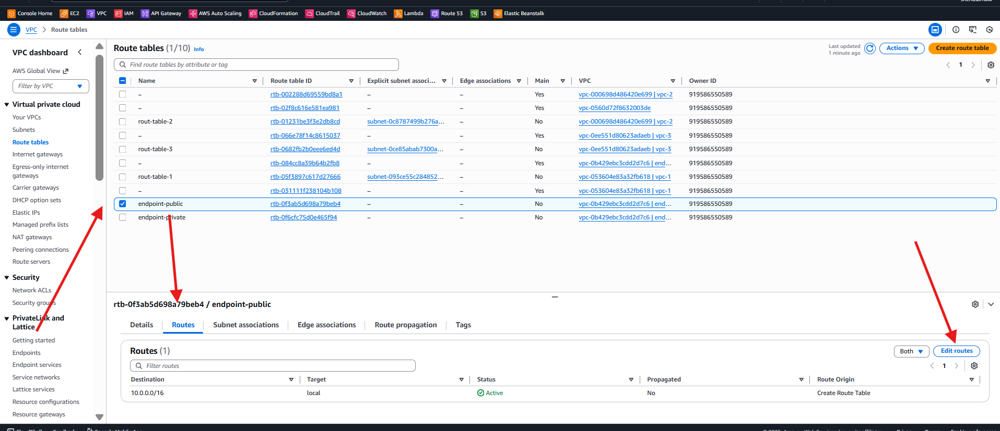 Console Home EC2 VPC IAM API Gateway AWS Auto Scaling CloudFormation CloudTrail CloudWatch Lambda Route 53 S3 Elastic Beanstalk
VPC > Route tables
VPC dashboard
AWS Global View
Filter by VPC
Virtual private cloud
Your VPCs
Subnets
Route tables
Internet gateways
Egress-only internet
gateways
Carrier gateways
DHCP option sets
Elastic IPs
Managed prefix lists
NAT gateways
Peering connections
Route servers
Security
Network ACLs
Security groups
PrivateLink and
Lattice
Getting started
Endpoints
Endpoint services
Service networks
Lattice services
Resource configurations
Resource gateways
Route tables (1/10) Info
Last updated
1 minute ago
Actions
Create route table
Find route tables by attribute or tag
1
Name Route table ID Explicit subnet associ... Edge associations Main VPC Owner ID
– rtb-002288d69559bd8a1 – – Yes vpc-000698d486420e699 | vpc-2 919586550589
– rtb-02f8c616e581ea981 – – Yes vpc-0560d72f8632003de 919586550589
rout-table-2 rtb-01231be3f3e2db8cd subnet-0c8787499b276a... – No vpc-000698d486420e699 | vpc-2 919586550589
– rtb-066e78f14c8615037 – – Yes vpc-0ee551d80623adaeb | vpc-3 919586550589
rout-table-3 rtb-0682fb2b0eee6ed4d subnet-0ce85abab7300a... – No vpc-0ee551d80623adaeb | vpc-3 919586550589
– rtb-084cc8a39b64b2fb8 – – Yes vpc-0b429ebc3cdd2d7c6 | end... 919586550589
rout-table-1 rtb-05f3897c617d27666 subnet-093ce55c284852... – No vpc-053604e83a32fb618 | vpc-1 919586550589
– rtb-031111f238104b108 – – Yes vpc-053604e83a32fb618 | vpc-1 919586550589
endpoint-public rtb-0f3ab5d698a79beb4 – – No vpc-0b429ebc3cdd2d7c6 | end... 919586550589
endpoint-private rtb-0f6cfc75d0e465f94 – – No vpc-0b429ebc3cdd2d7c6 | end... 919586550589
rtb-0f3ab5d698a79beb4 / endpoint-public
Details Routes Subnet associations Edge associations Route propagation Tags
Routes (1)
Both
Edit routes
Filter routes
1
Destination Target Status Propagated Route Origin
10.0.0.0/16 local Active No Create Route Table